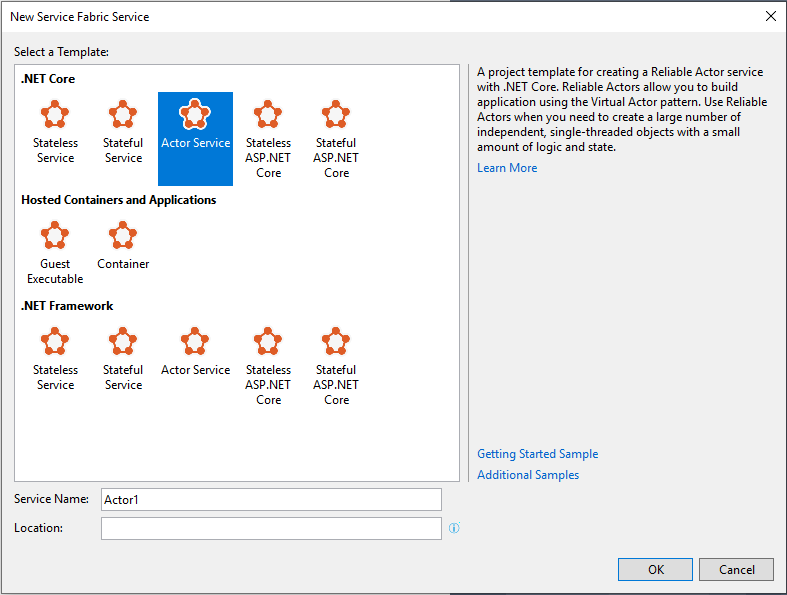 New Service Fabric Service
Select a Template:
.NET Core
Stateless
Service
Stateful
Service
Actor Service
Stateless
ASP.NET
Core
Stateful
ASP.NET
Core
Hosted Containers and Applications
Guest
Executable
Container
.NET Framework
Stateless
Service
Stateful
Service
Actor Service
Stateless
ASP.NET
Core
Stateful
ASP.NET
Core
A project template for creating a Reliable Actor service
with .NET Core. Reliable Actors allow you to build
application using the Virtual Actor pattern. Use Reliable
Actors when you need to create a large number of
independent, single-threaded objects with a small
amount of logic and state.
Learn More
Getting Started Sample
Additional Samples
Service Name: Actor1
Location:
OK
Cancel